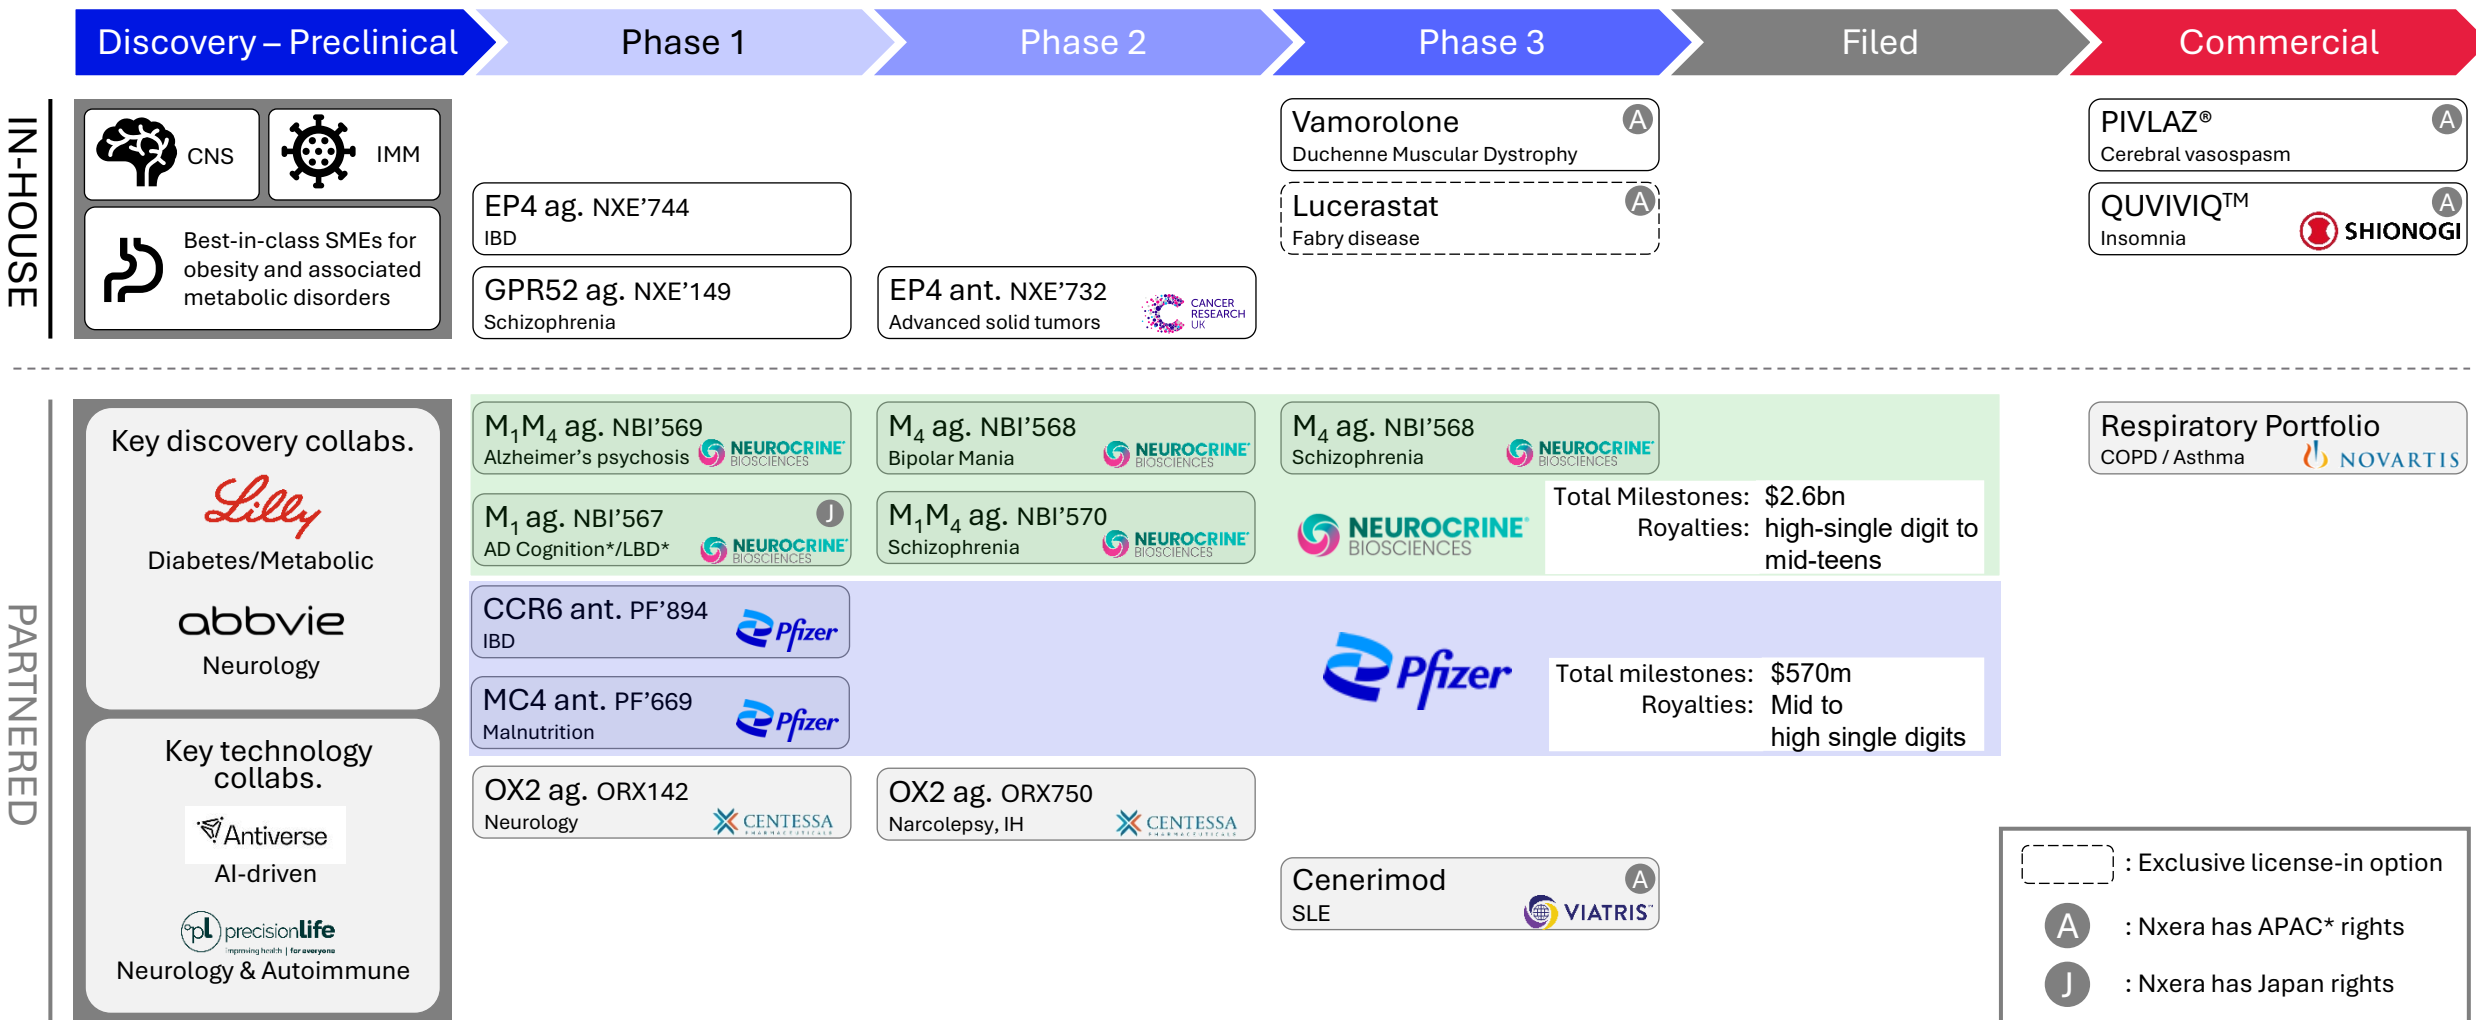 Discovery – Preclinical
Phase 1
Phase 2
Phase 3
Filed
Commercial
IN-HOUSE
CNS
IMM
Best-in-class SMEs for
obesity and associated
metabolic disorders
EP4 ag. NXE’744
IBD
GPR52 ag. NXE’149
Schizophrenia
EP4 ant. NXE’732
Advanced solid tumors
CANCER
RESEARCH
UK
Vamorolone
A
Duchenne Muscular Dystrophy
Lucerastat
A
Fabry disease
PIVLAZ®
A
Cerebral vasospasm
QUVIVIQ™
A
Insomnia
SHIONOGI
PARTNERED
Key discovery collabs.
Lilly
Diabetes/Metabolic
abbvie
Neurology
Key technology
collabs.
Antiverse
AI-driven
pl precisionlife
Improving health | for everyone
Neurology & Autoimmune
M₁M₄ ag. NBI’569
Alzheimer’s psychosis
NEUROCRINE
BIOSCIENCES
M₄ ag. NBI’568
Bipolar Mania
NEUROCRINE
BIOSCIENCES
M₄ ag. NBI’568
Schizophrenia
NEUROCRINE
BIOSCIENCES
Respiratory Portfolio
COPD / Asthma
NOVARTIS
M₁ ag. NBI’567
J
AD Cognition*/LBD*
NEUROCRINE
BIOSCIENCES
M₁M₄ ag. NBI’570
Schizophrenia
NEUROCRINE
BIOSCIENCES
NEUROCRINE
BIOSCIENCES
Total Milestones: $2.6bn
Royalties: high-single digit to
mid-teens
CCR6 ant. PF’894
IBD
Pfizer
MC4 ant. PF’669
Malnutrition
Pfizer
Pfizer
Total milestones: $570m
Royalties: Mid to
high single digits
OX2 ag. ORX142
Neurology
CENTESSA
PHARMACEUTICALS
OX2 ag. ORX750
Narcolepsy, IH
CENTESSA
PHARMACEUTICALS
Cenerimod
A
SLE
VIATRIS™
: Exclusive license-in option
A : Nxera has APAC* rights
J : Nxera has Japan rights